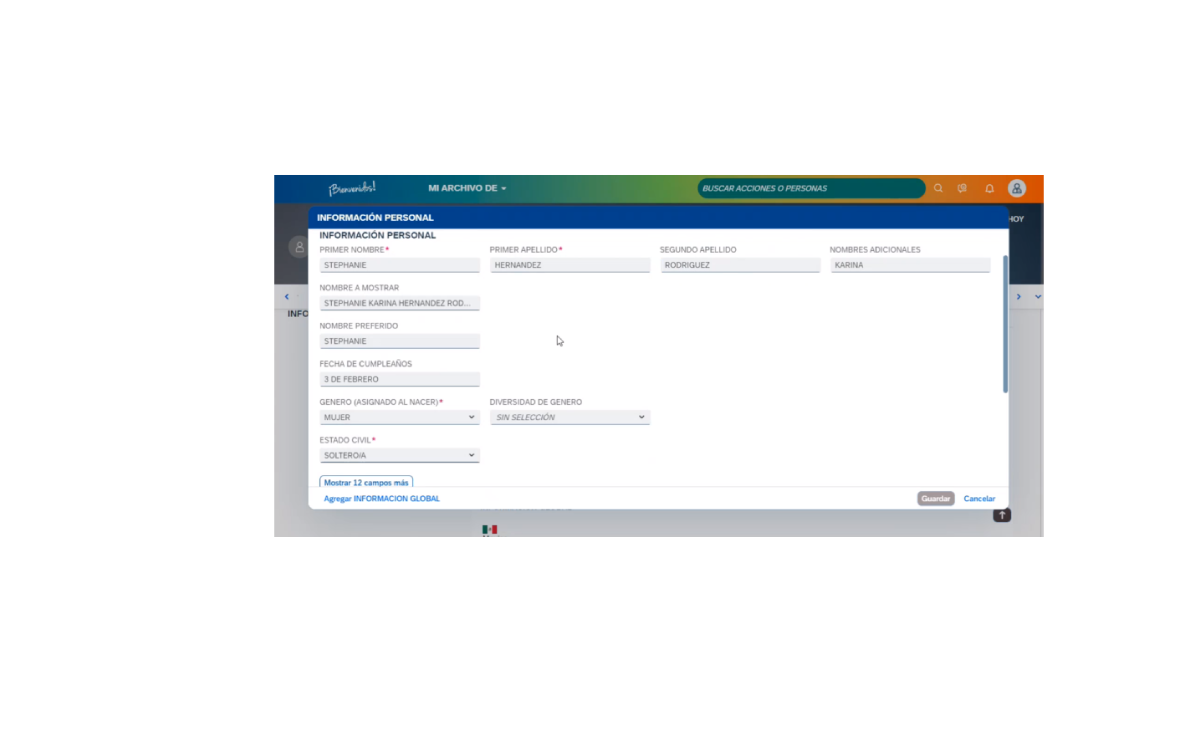 ¡Bienvenid@s!
MI ARCHIVO DE
BUSCAR ACCIONES O PERSONAS
INFORMACIÓN PERSONAL
HOY
INFORMACIÓN PERSONAL
PRIMER NOMBRE* PRIMER APELLIDO* SEGUNDO APELLIDO NOMBRES ADICIONALES
STEPHANIE HERNANDEZ RODRIGUEZ KARINA
NOMBRE A MOSTRAR
STEPHANIE KARINA HERNANDEZ ROD...
INFO
NOMBRE PREFERIDO
STEPHANIE
FECHA DE CUMPLEAÑOS
3 DE FEBRERO
GENERO (ASIGNADO AL NACER)* DIVERSIDAD DE GENERO
MUJER SIN SELECCIÓN
ESTADO CIVIL*
SOLTERO/A
Mostrar 12 campos más
Agregar INFORMACION GLOBAL Guardar Cancelar